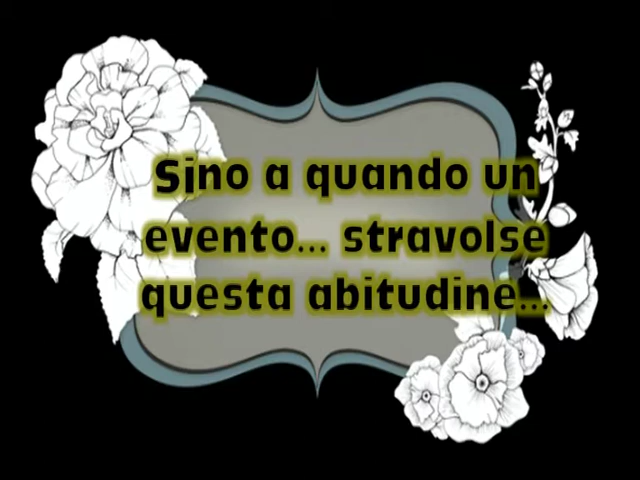 Sino a quando un
evento... stravolse
questa abitudine...